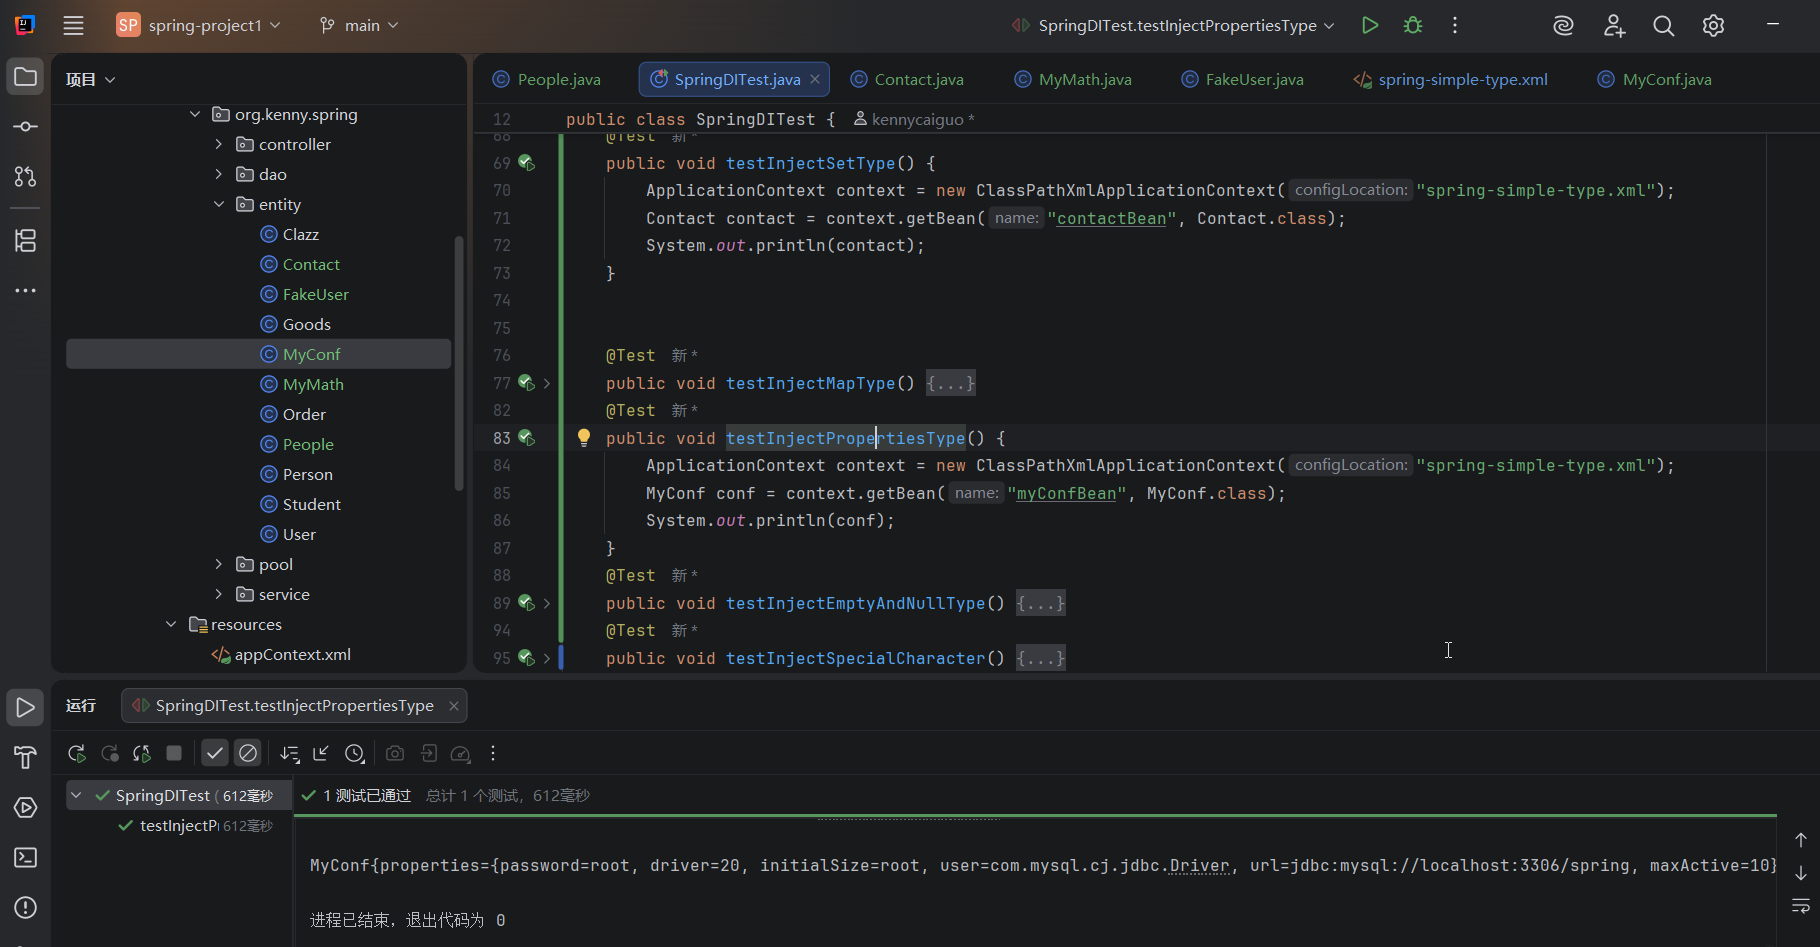 SP spring-project1 main SpringDITest.testInjectPropertiesType
项目
People.java SpringDITest.java Contact.java MyMath.java FakeUser.java spring-simple-type.xml MyConf.java
org.kenny.spring
controller
dao
entity
Clazz
Contact
FakeUser
Goods
MyConf
MyMath
Order
People
Person
Student
User
pool
service
resources
appContext.xml
12 public class SpringDITest { kennycaiguo *
68 @Test 新 *
69 public void testInjectSetType() {
70 ApplicationContext context = new ClassPathXmlApplicationContext( configLocation: "spring-simple-type.xml");
71 Contact contact = context.getBean( name: "contactBean", Contact.class);
72 System.out.println(contact);
73 }
74
75
76 @Test 新 *
77 public void testInjectMapType() {...}
82 @Test 新 *
83 public void testInjectPropertiesType() {
84 ApplicationContext context = new ClassPathXmlApplicationContext( configLocation: "spring-simple-type.xml");
85 MyConf conf = context.getBean( name: "myConfBean", MyConf.class);
86 System.out.println(conf);
87 }
88 @Test 新 *
89 public void testInjectEmptyAndNullType() {...}
94 @Test 新 *
95 public void testInjectSpecialCharacter() {...}
运行 SpringDITest.testInjectPropertiesType
SpringDITest ( 612毫秒
testInjectP 612毫秒
1 测试已通过 总计 1 个测试，612毫秒
MyConf{properties={password=root, driver=20, initialSize=root, user=com.mysql.cj.jdbc.Driver, url=jdbc:mysql://localhost:3306/spring, maxActive=10}
进程已结束，退出代码为 0